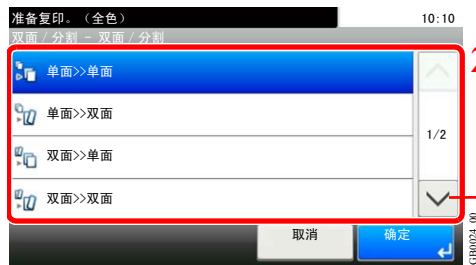 准备复印。（全色） 10:10
双面/分割 - 双面/分割
单面>>单面
单面>>双面
1/2
双面>>单面
双面>>双面
取消 确定
GB0024_00